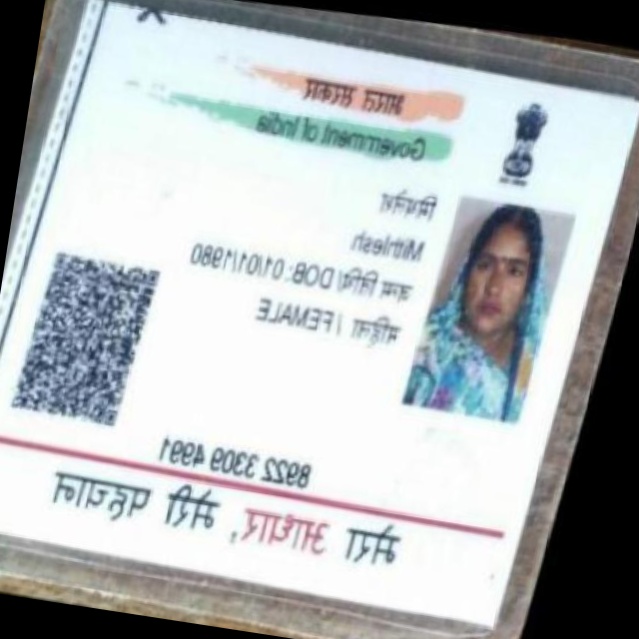 भारत सरकार
Government of India
मिथलेश
Mithlesh
जन्म तिथि/ DOB: 01/01/1980
महिला / FEMALE
8922 3309 4991
मेरा आधार, मेरी पहचान